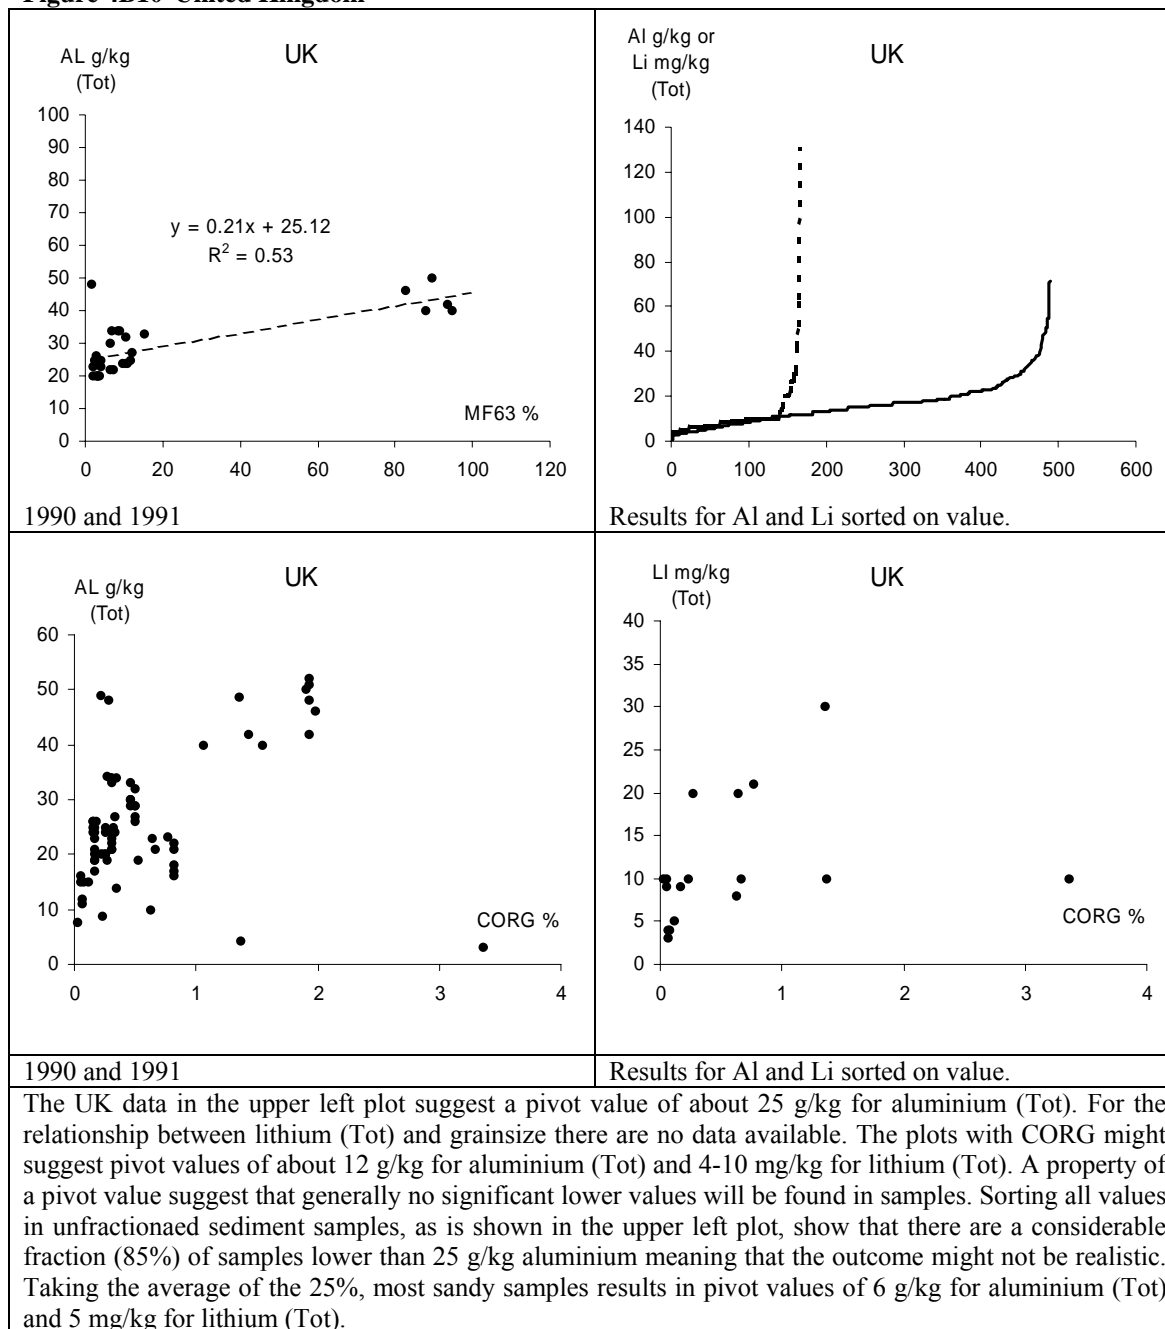 UK
AL g/kg
(Tot)
100
90
80
70
60
50
40
30
20
10
0
y = 0.21x + 25.12
R² = 0.53
MF63 %
0 20 40 60 80 100 120
1990 and 1991
Al g/kg or
Li mg/kg
(Tot)
UK
140
120
100
80
60
40
20
0
0 100 200 300 400 500 600
Results for Al and Li sorted on value.
UK
AL g/kg
(Tot)
60
50
40
30
20
10
0
CORG %
0 1 2 3 4
1990 and 1991
LI mg/kg
(Tot)
UK
40
35
30
25
20
15
10
5
0
CORG %
0 1 2 3 4
Results for Al and Li sorted on value.
The UK data in the upper left plot suggest a pivot value of about 25 g/kg for aluminium (Tot). For the
relationship between lithium (Tot) and grainsize there are no data available. The plots with CORG might
suggest pivot values of about 12 g/kg for aluminium (Tot) and 4-10 mg/kg for lithium (Tot). A property of
a pivot value suggest that generally no significant lower values will be found in samples. Sorting all values
in unfractionaed sediment samples, as is shown in the upper left plot, show that there are a considerable
fraction (85%) of samples lower than 25 g/kg aluminium meaning that the outcome might not be realistic.
Taking the average of the 25%, most sandy samples results in pivot values of 6 g/kg for aluminium (Tot)
and 5 mg/kg for lithium (Tot).